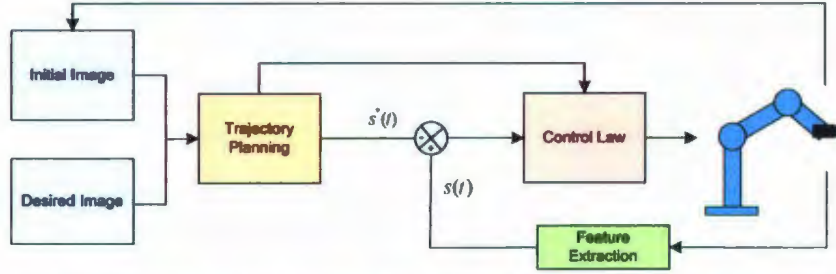 Initial Image
Trajectory
Planning
s*(t)
-
+
Control Law
Desired Image
s(t)
Feature
Extraction